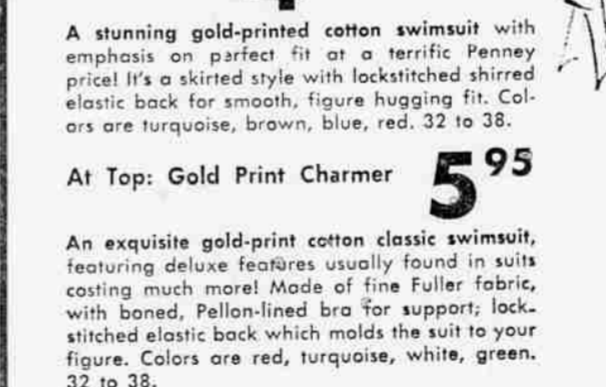 A stunning gold-printed cotton swimsuit with
emphasis on perfect fit at a terrific Penney
price! It's a skirted style with lockstitched shirred
elastic back for smooth, figure hugging fit. Col-
ors are turquoise, brown, blue, red. 32 to 38.
At Top: Gold Print Charmer 5 95
An exquisite gold-print cotton classic swimsuit,
featuring deluxe features usually found in suits
costing much more! Made of fine Fuller fabric,
with boned, Pellon-lined bra for support; lock-
stitched elastic back which molds the suit to your
figure. Colors are red, turquoise, white, green.
32 to 38.